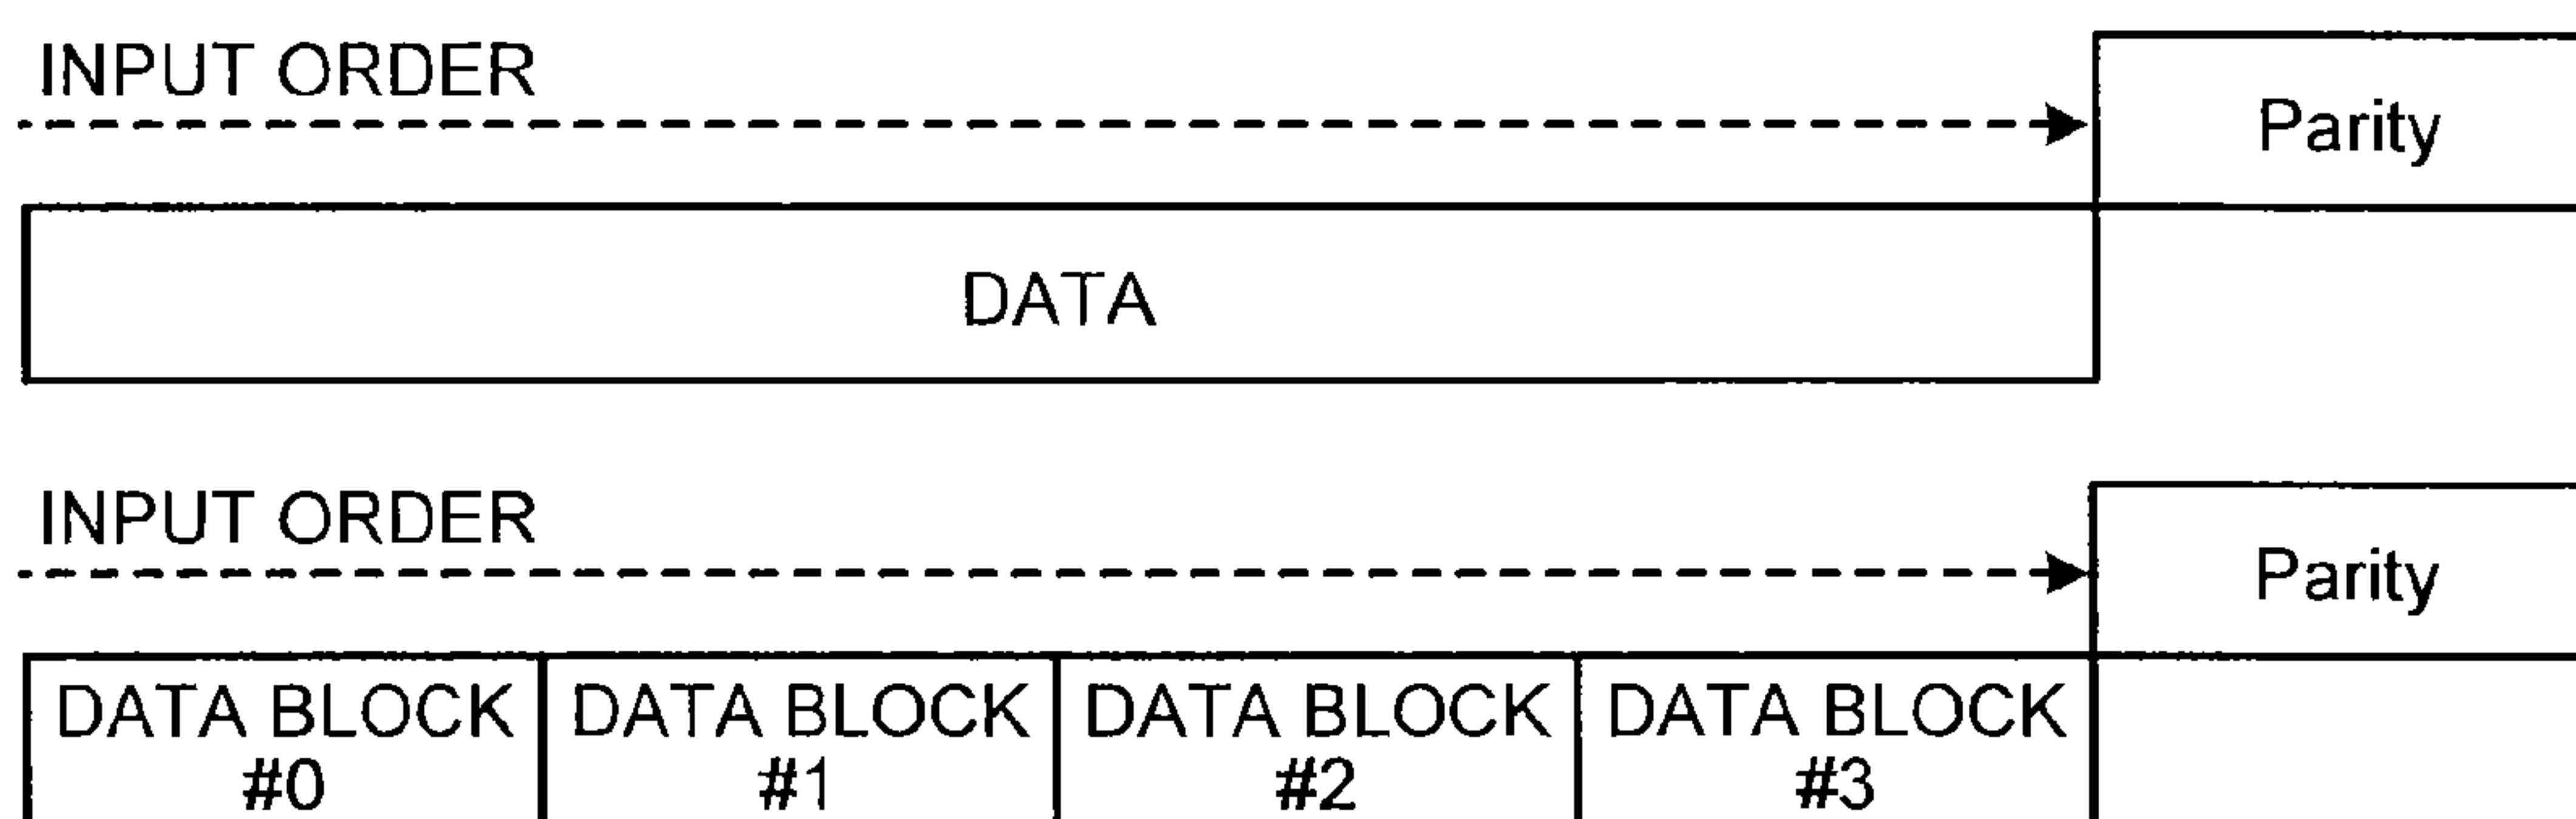 INPUT ORDER
Parity
DATA
INPUT ORDER
Parity
DATA BLOCK #0
DATA BLOCK #1
DATA BLOCK #2
DATA BLOCK #3